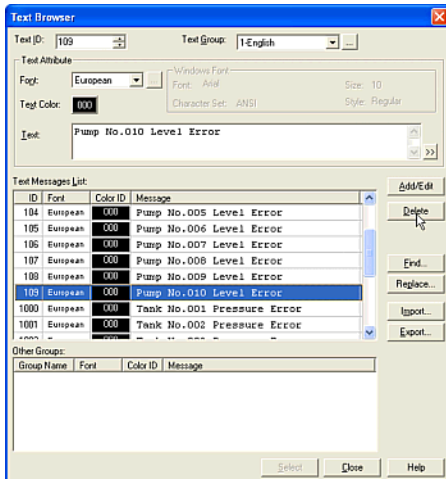 Text Browser
Text ID: 109 Text Group: 1-English ...
Text Attribute
Font: European ...
Text Color: 000
Windows Font
Font: Arial Size: 10
Character Set: ANSI Style: Regular
Text: Pump No.010 Level Error
>>
Text Messages List:
ID Font Color ID Message
104 European 000 Pump No.005 Level Error
105 European 000 Pump No.006 Level Error
106 European 000 Pump No.007 Level Error
107 European 000 Pump No.008 Level Error
108 European 000 Pump No.009 Level Error
109 European 000 Pump No.010 Level Error
1000 European 000 Tank No.001 Pressure Error
1001 European 000 Tank No.002 Pressure Error
Add/Edit
Delete
Find...
Replace...
Import...
Export...
Other Groups:
Group Name Font Color ID Message
Select Close Help